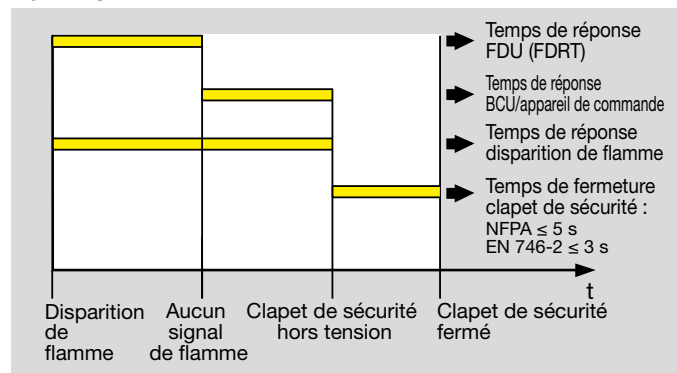 Temps de réponse
FDU (FDRT)
Temps de réponse
BCU/appareil de commande
Temps de réponse
disparition de flamme
Temps de fermeture
clapet de sécurité :
NFPA ≤ 5 s
EN 746-2 ≤ 3 s
t
Disparition
de
flamme
Aucun
signal
de flamme
Clapet de sécurité
hors tension
Clapet de sécurité
fermé